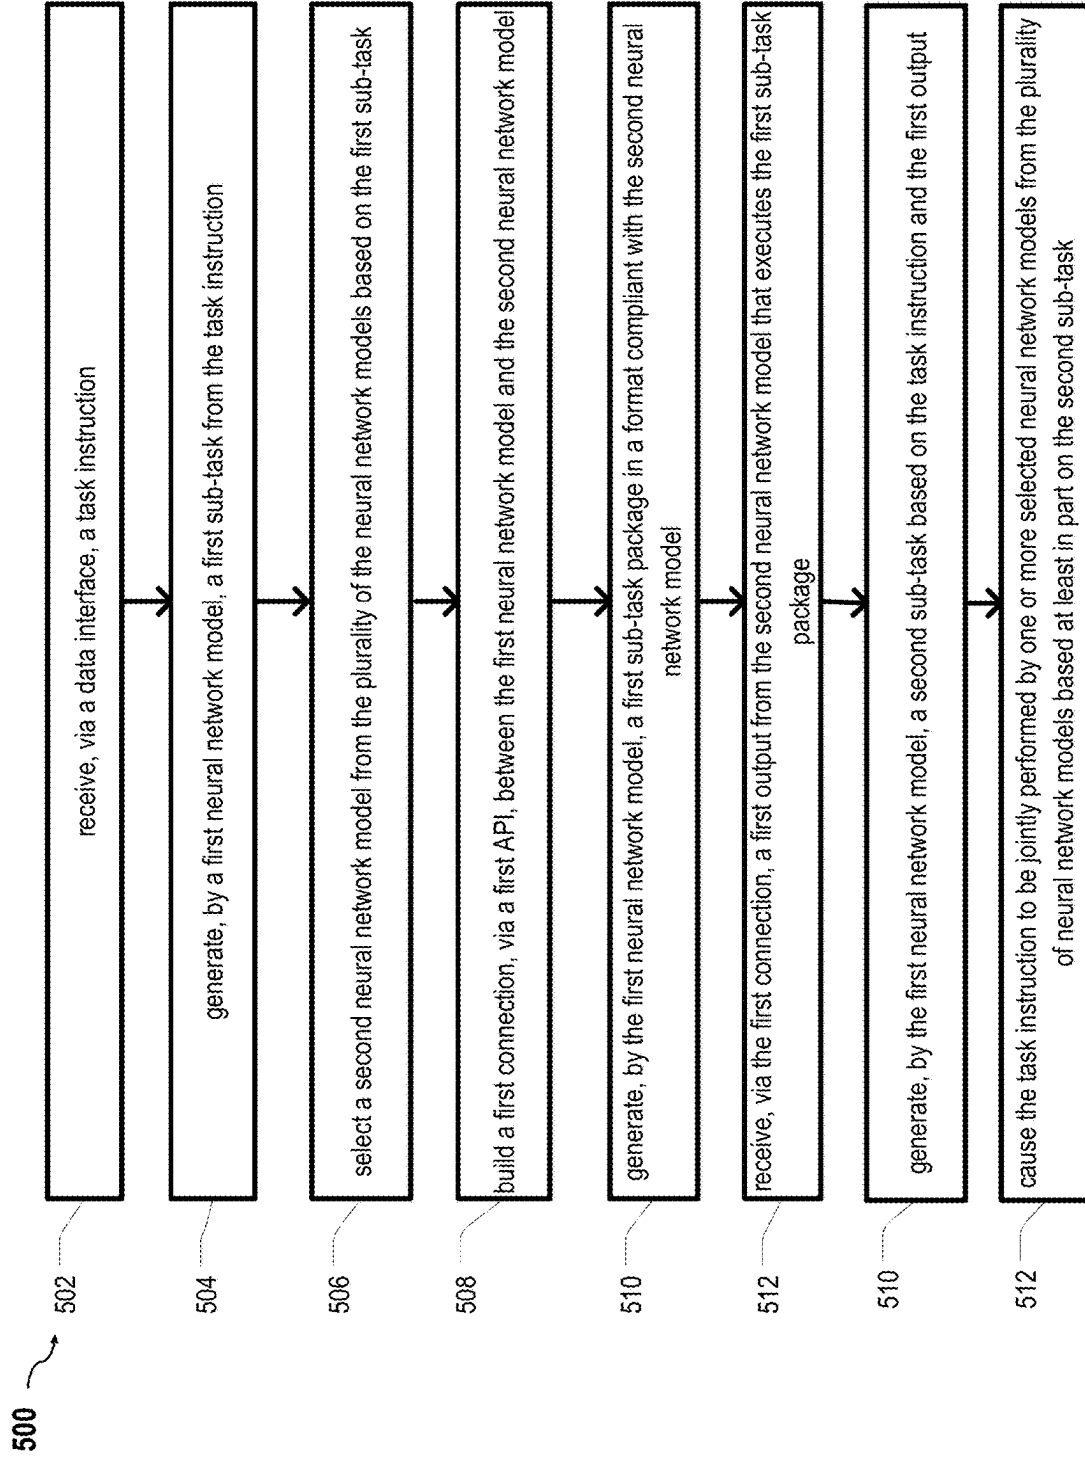 500
502
receive, via a data interface, a task instruction
504
generate, by a first neural network model, a first sub-task from the task instruction
506
select a second neural network model from the plurality of the neural network models based on the first sub-task
508
build a first connection, via a first API, between the first neural network model and the second neural network model
510
generate, by the first neural network model, a first sub-task package in a format compliant with the second neural
network model
512
receive, via the first connection, a first output from the second neural network model that executes the first sub-task
package
510
generate, by the first neural network model, a second sub-task based on the task instruction and the first output
512
cause the task instruction to be jointly performed by one or more selected neural network models from the plurality
of neural network models based at least in part on the second sub-task